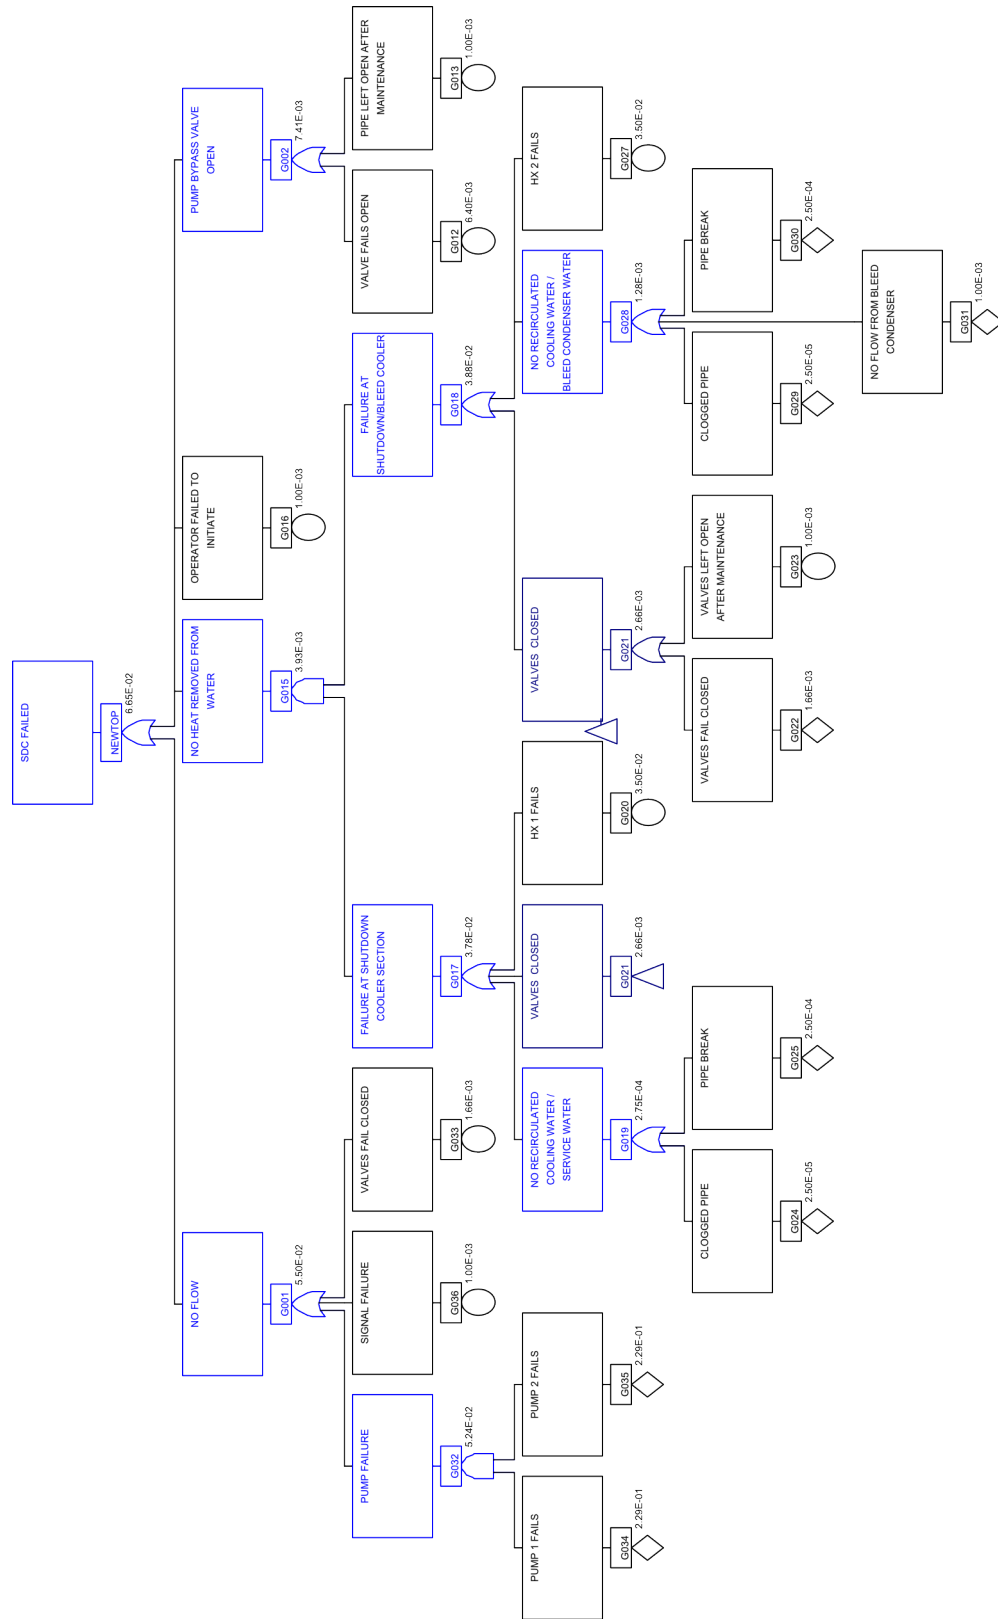 SDC FAILED
NEWTOP
6.65E-02
NO FLOW
G001
5.50E-02
NO HEAT REMOVED FROM
WATER
G015
3.93E-03
OPERATOR FAILED TO
INITIATE
G016
1.00E-03
PUMP BYPASS VALVE
OPEN
G002
7.41E-03
PUMP FAILURE
G032
5.24E-02
SIGNAL FAILURE
G036
1.00E-03
VALVES FAIL CLOSED
G033
1.66E-03
FAILURE AT SHUTDOWN
COOLER SECTION
G017
3.78E-02
FAILURE AT
SHUTDOWN/BLEED COOLER
G018
3.88E-02
VALVE FAILS OPEN
G012
6.40E-03
PIPE LEFT OPEN AFTER
MAINTENANCE
G013
1.00E-03
PUMP 1 FAILS
G034
2.29E-01
PUMP 2 FAILS
G035
2.29E-01
NO RECIRCULATED
COOLING WATER /
SERVICE WATER
G019
2.75E-04
VALVES CLOSED
G021
2.66E-03
HX 1 FAILS
G020
3.50E-02
VALVES CLOSED
G021
2.66E-03
NO RECIRCULATED
COOLING WATER /
BLEED CONDENSER WATER
G028
1.28E-03
HX 2 FAILS
G027
3.50E-02
CLOGGED PIPE
G024
2.50E-05
PIPE BREAK
G025
2.50E-04
VALVES FAIL CLOSED
G022
1.66E-03
VALVES LEFT OPEN
AFTER MAINTENANCE
G023
1.00E-03
CLOGGED PIPE
G029
2.50E-05
PIPE BREAK
G030
2.50E-04
NO FLOW FROM BLEED
CONDENSER
G031
1.00E-03